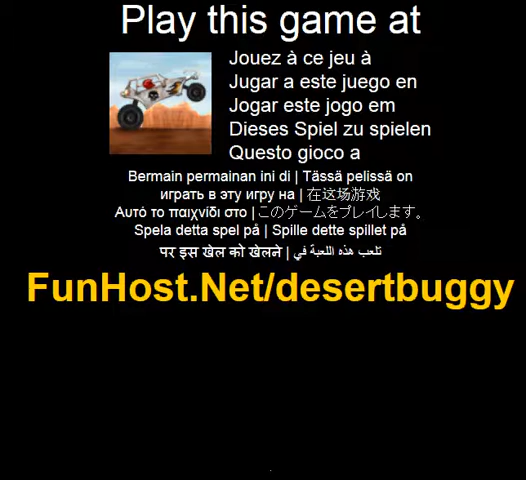 Play this game at
Jouez à ce jeu à
Jugar a este juego en
Jogar este jogo em
Dieses Spiel zu spielen
Questo gioco a
Bermain permainan ini di | Tässä pelissä on
играть в эту игру на | 在这场游戏
Αυτό το παιχνίδι στο | このゲームをプレイします。
Spela detta spel på | Spille dette spillet på
पर इस खेल को खेलने | تلعب هذه اللعبة في
FunHost.Net/desertbuggy